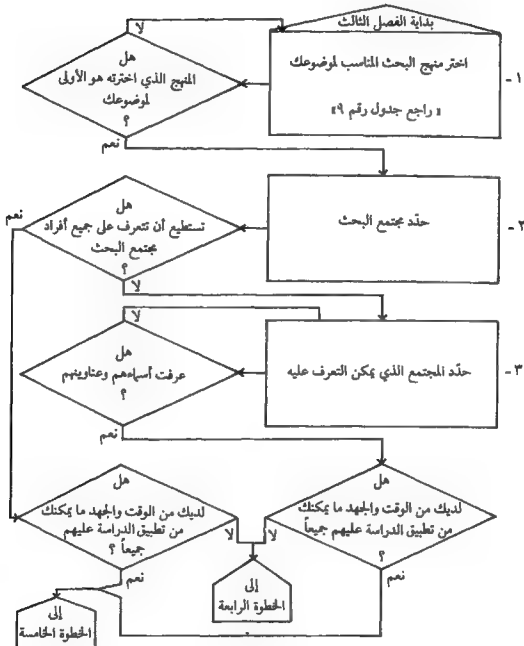 بداية الفصل الثالث
١ -
اختر منهج البحث المناسب لموضوعك
« راجع جدول رقم ٩»
لا
هل
المنهج الذي اخترته هو الأولى
لموضوعك
؟
نعم
٢ -
حدّد مجتمع البحث
نعم
هل
تستطيع أن تتعرف على جميع أفراد
مجتمع البحث
؟
لا
٣ -
حدّد المجتمع الذي يمكن التعرف عليه
لا
هل
عرفت أسماءهم وعناوينهم
؟
نعم
هل
لديك من الوقت والجهد ما يمكنك
من تطبيق الدراسة عليهم جميعاً
؟
لا
نعم
هل
لديك من الوقت والجهد ما يمكنك
من تطبيق الدراسة عليهم
جميعاً ؟
لا
نعم
إلى
الخطوة الرابعة
إلى
الخطوة الخامسة